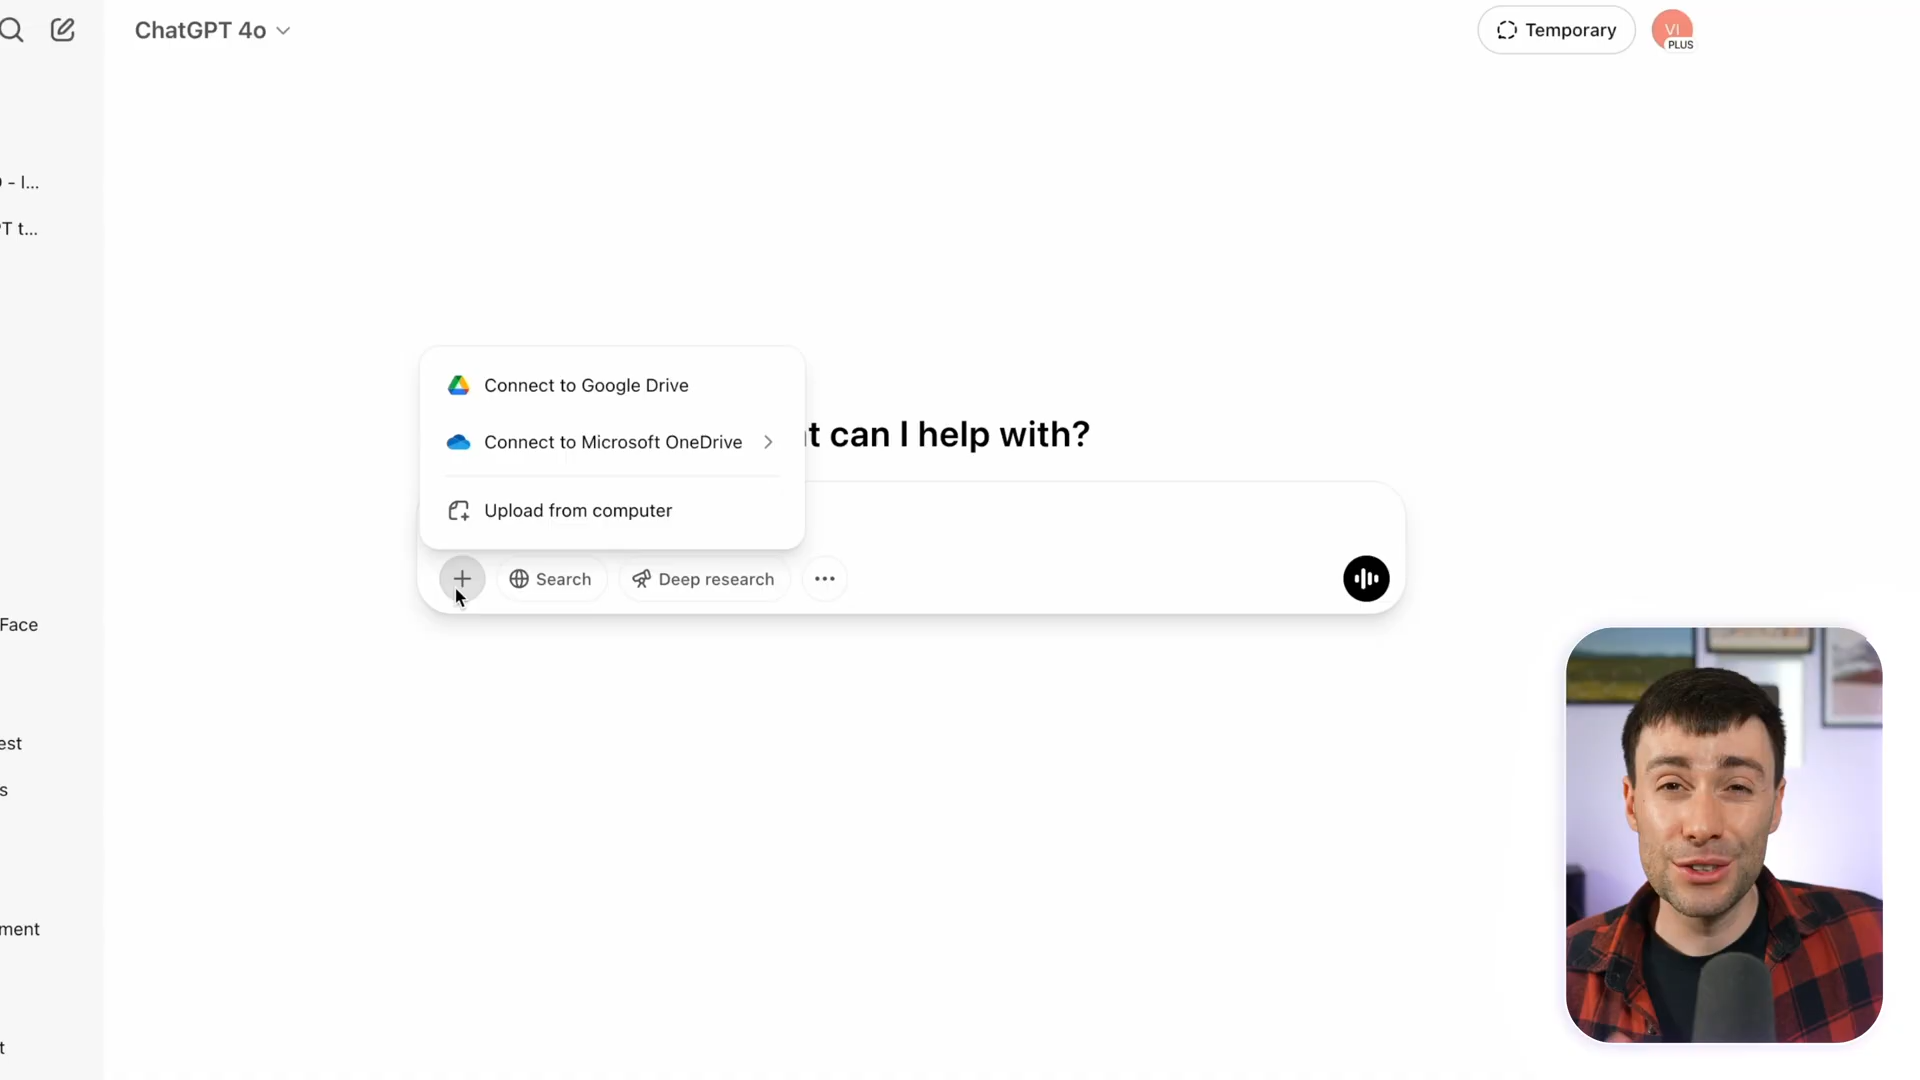 ChatGPT 4o
Temporary
VI
PLUS
- I...
T t...
Connect to Google Drive
Connect to Microsoft OneDrive
t can I help with?
Upload from computer
Search
Deep research
Face
est
s
ment
t